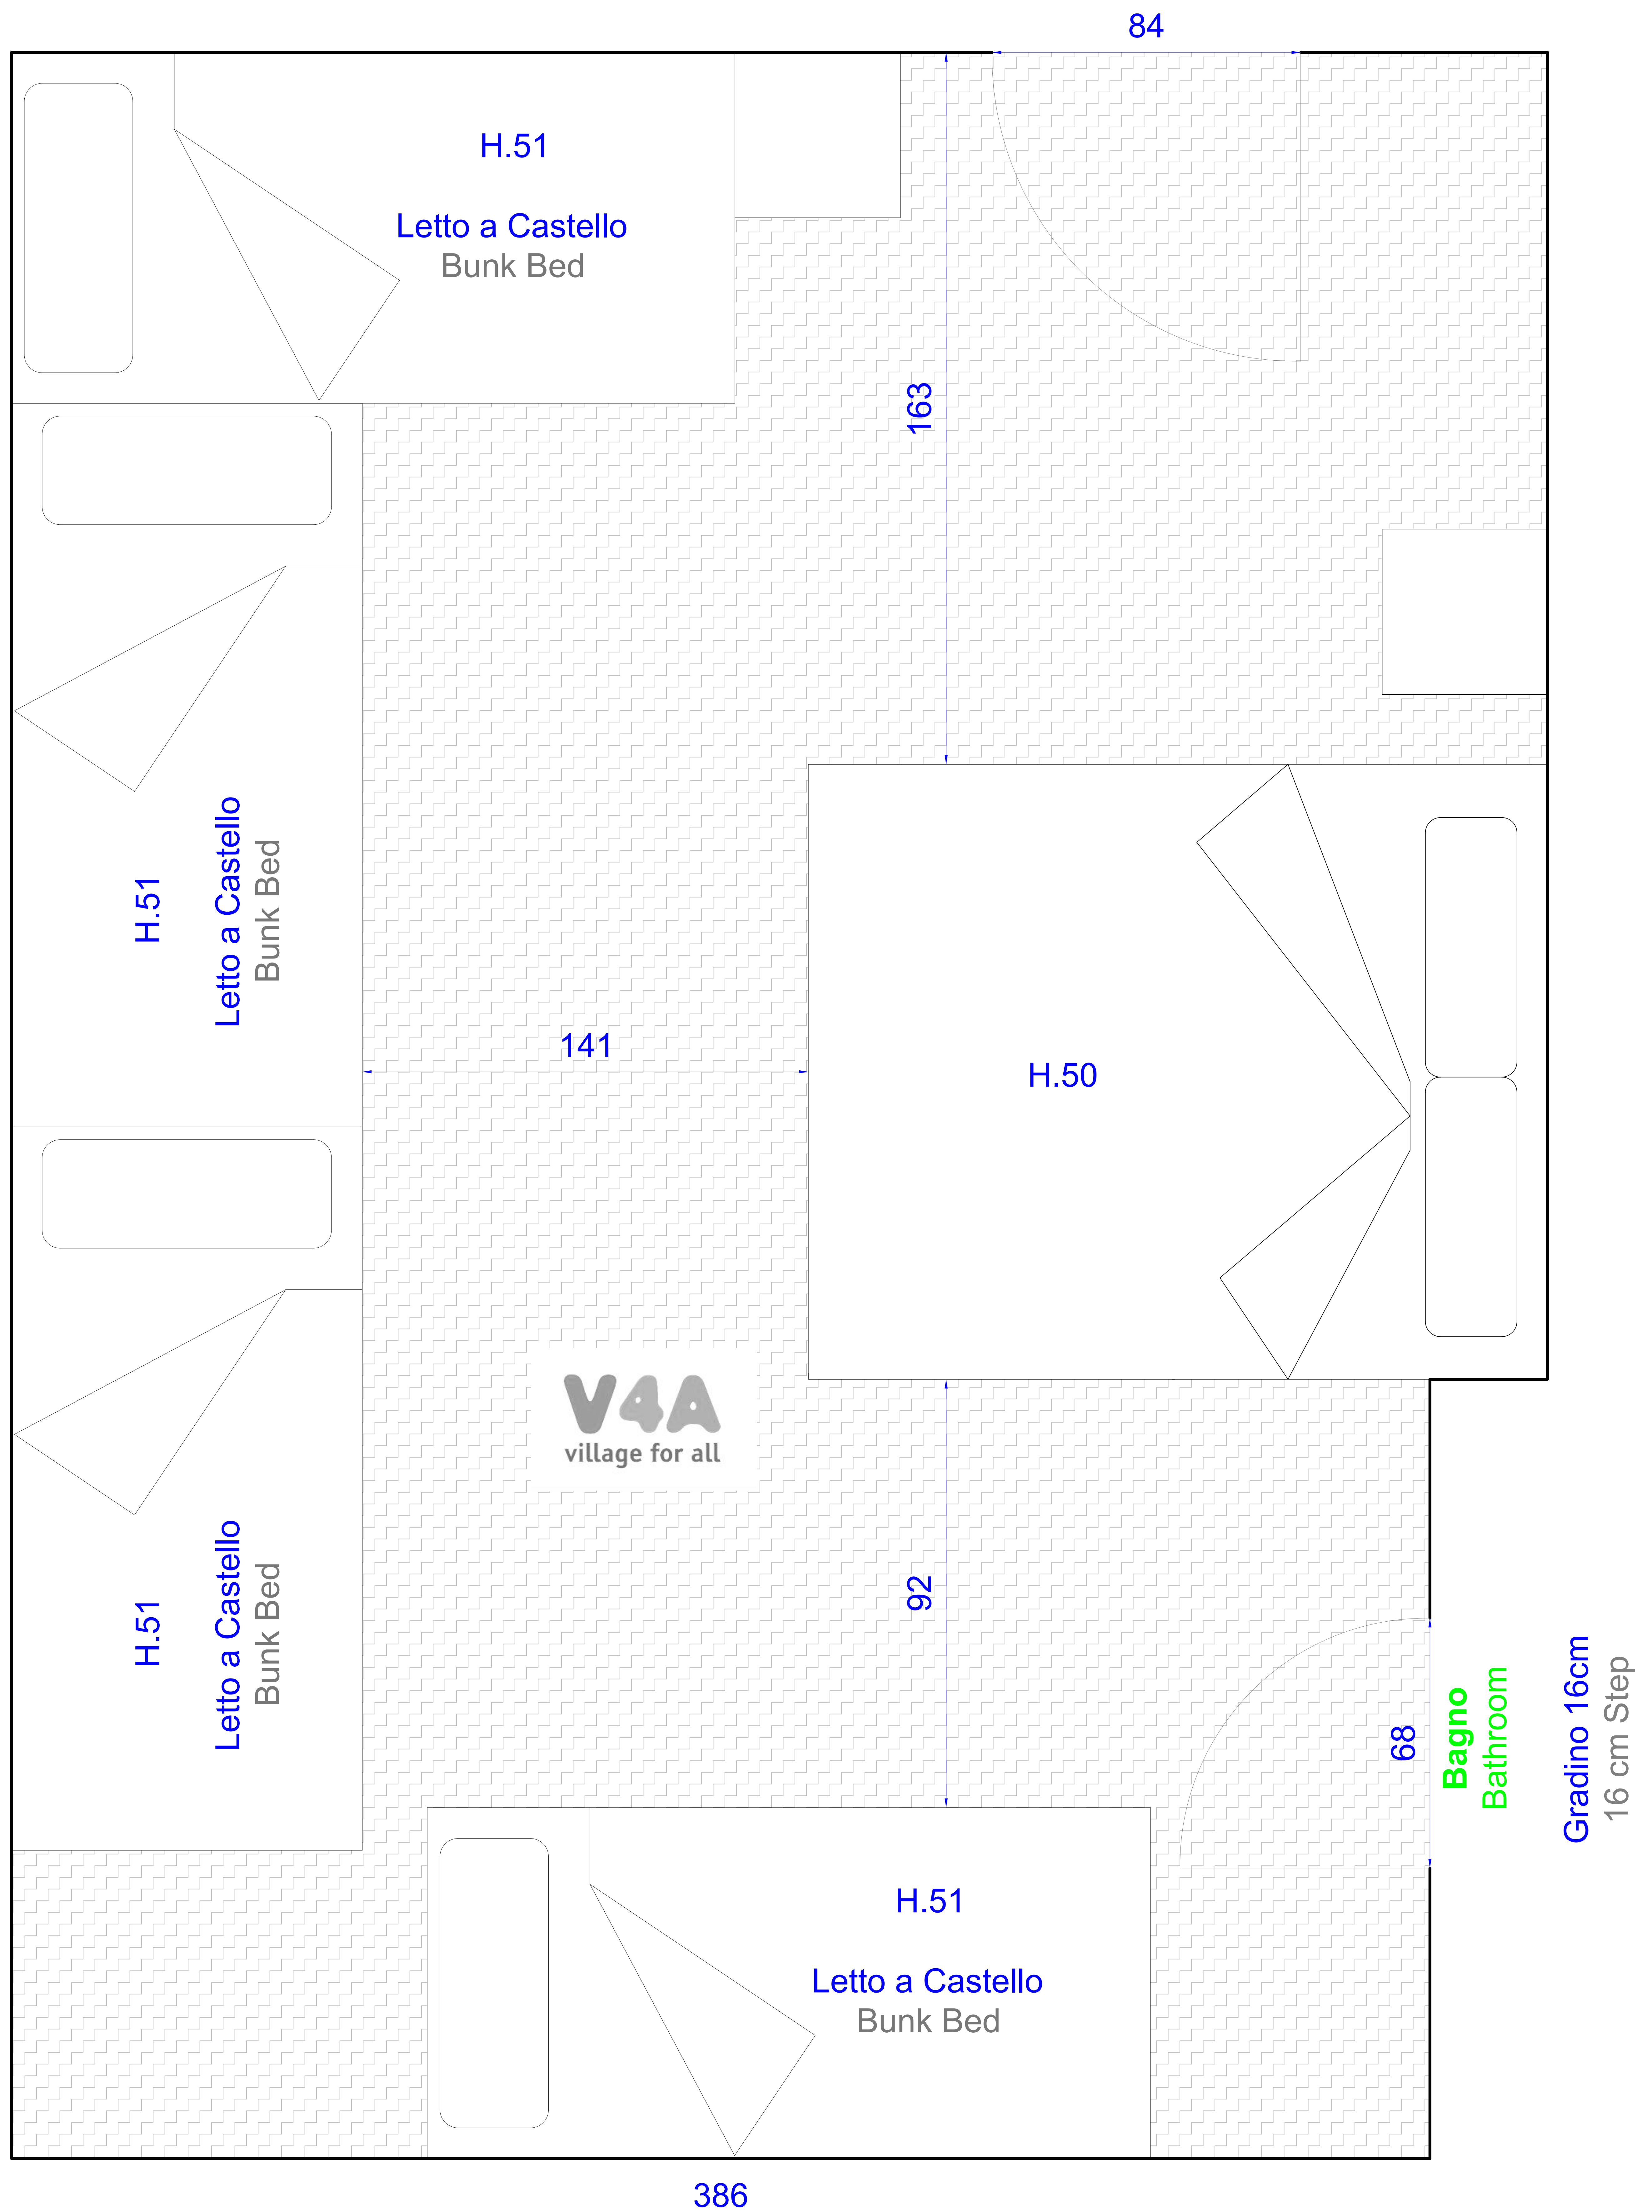 84
H.51
Letto a Castello
Bunk Bed
163
H.51
Letto a Castello
Bunk Bed
141
H.50
V4A
village for all
92
H.51
Letto a Castello
Bunk Bed
68
Bagno
Bathroom
Gradino 16cm
16 cm Step
H.51
Letto a Castello
Bunk Bed
386